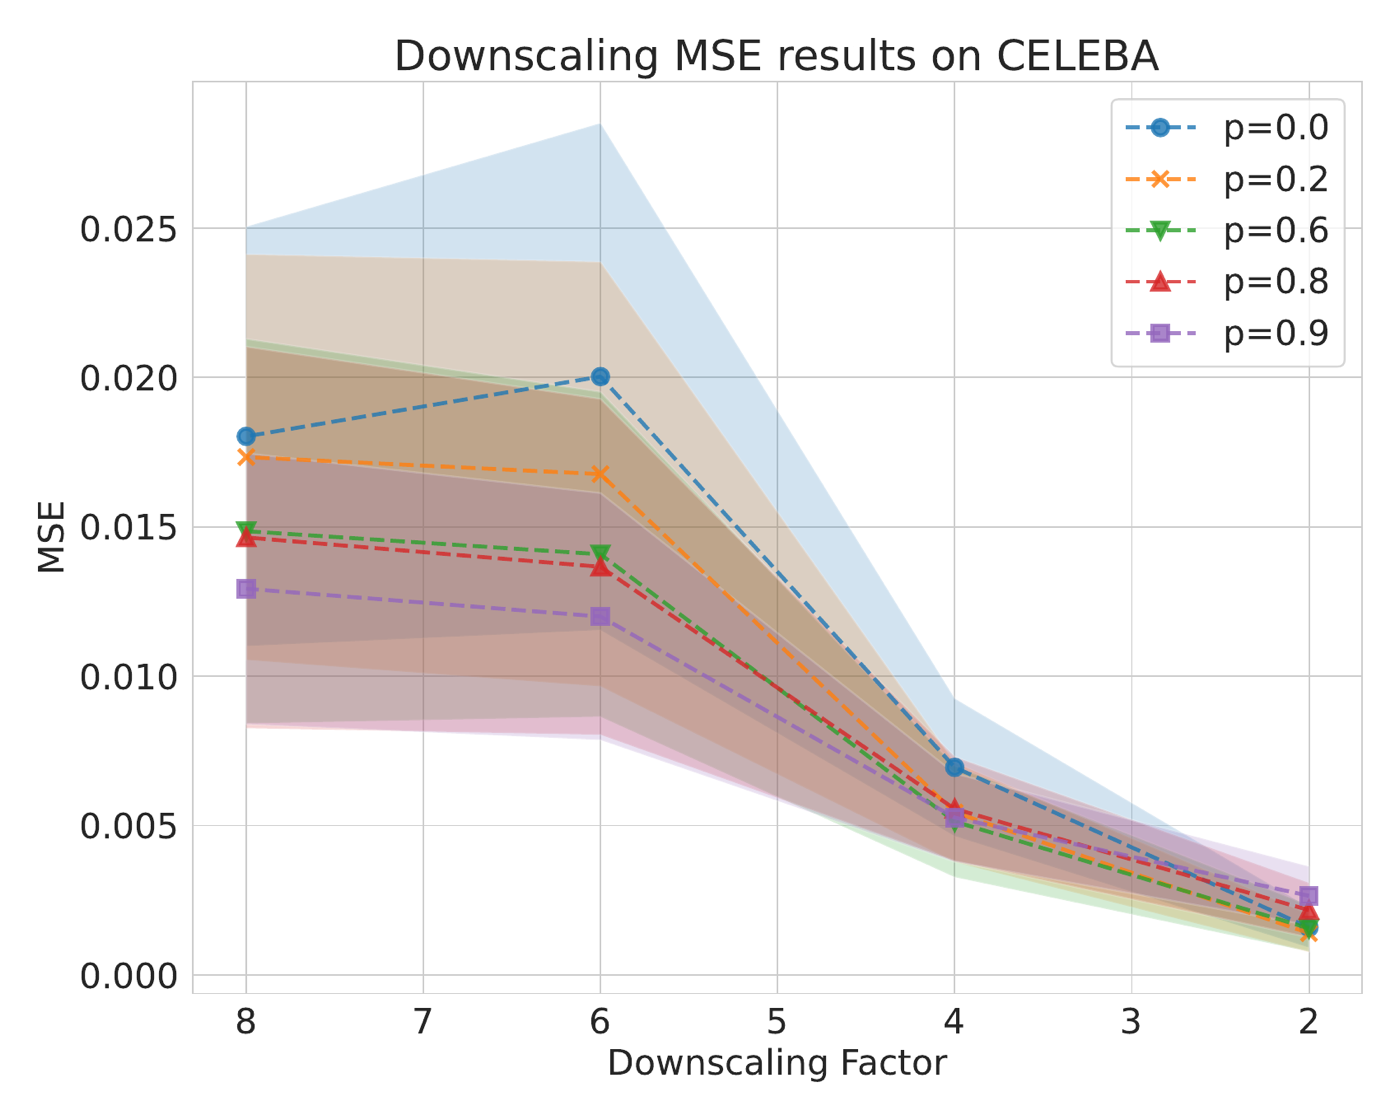 Downscaling MSE results on CELEBA
p=0.0
p=0.2
p=0.6
p=0.8
p=0.9
MSE
0.025
0.020
0.015
0.010
0.005
0.000
8 7 6 5 4 3 2
Downscaling Factor